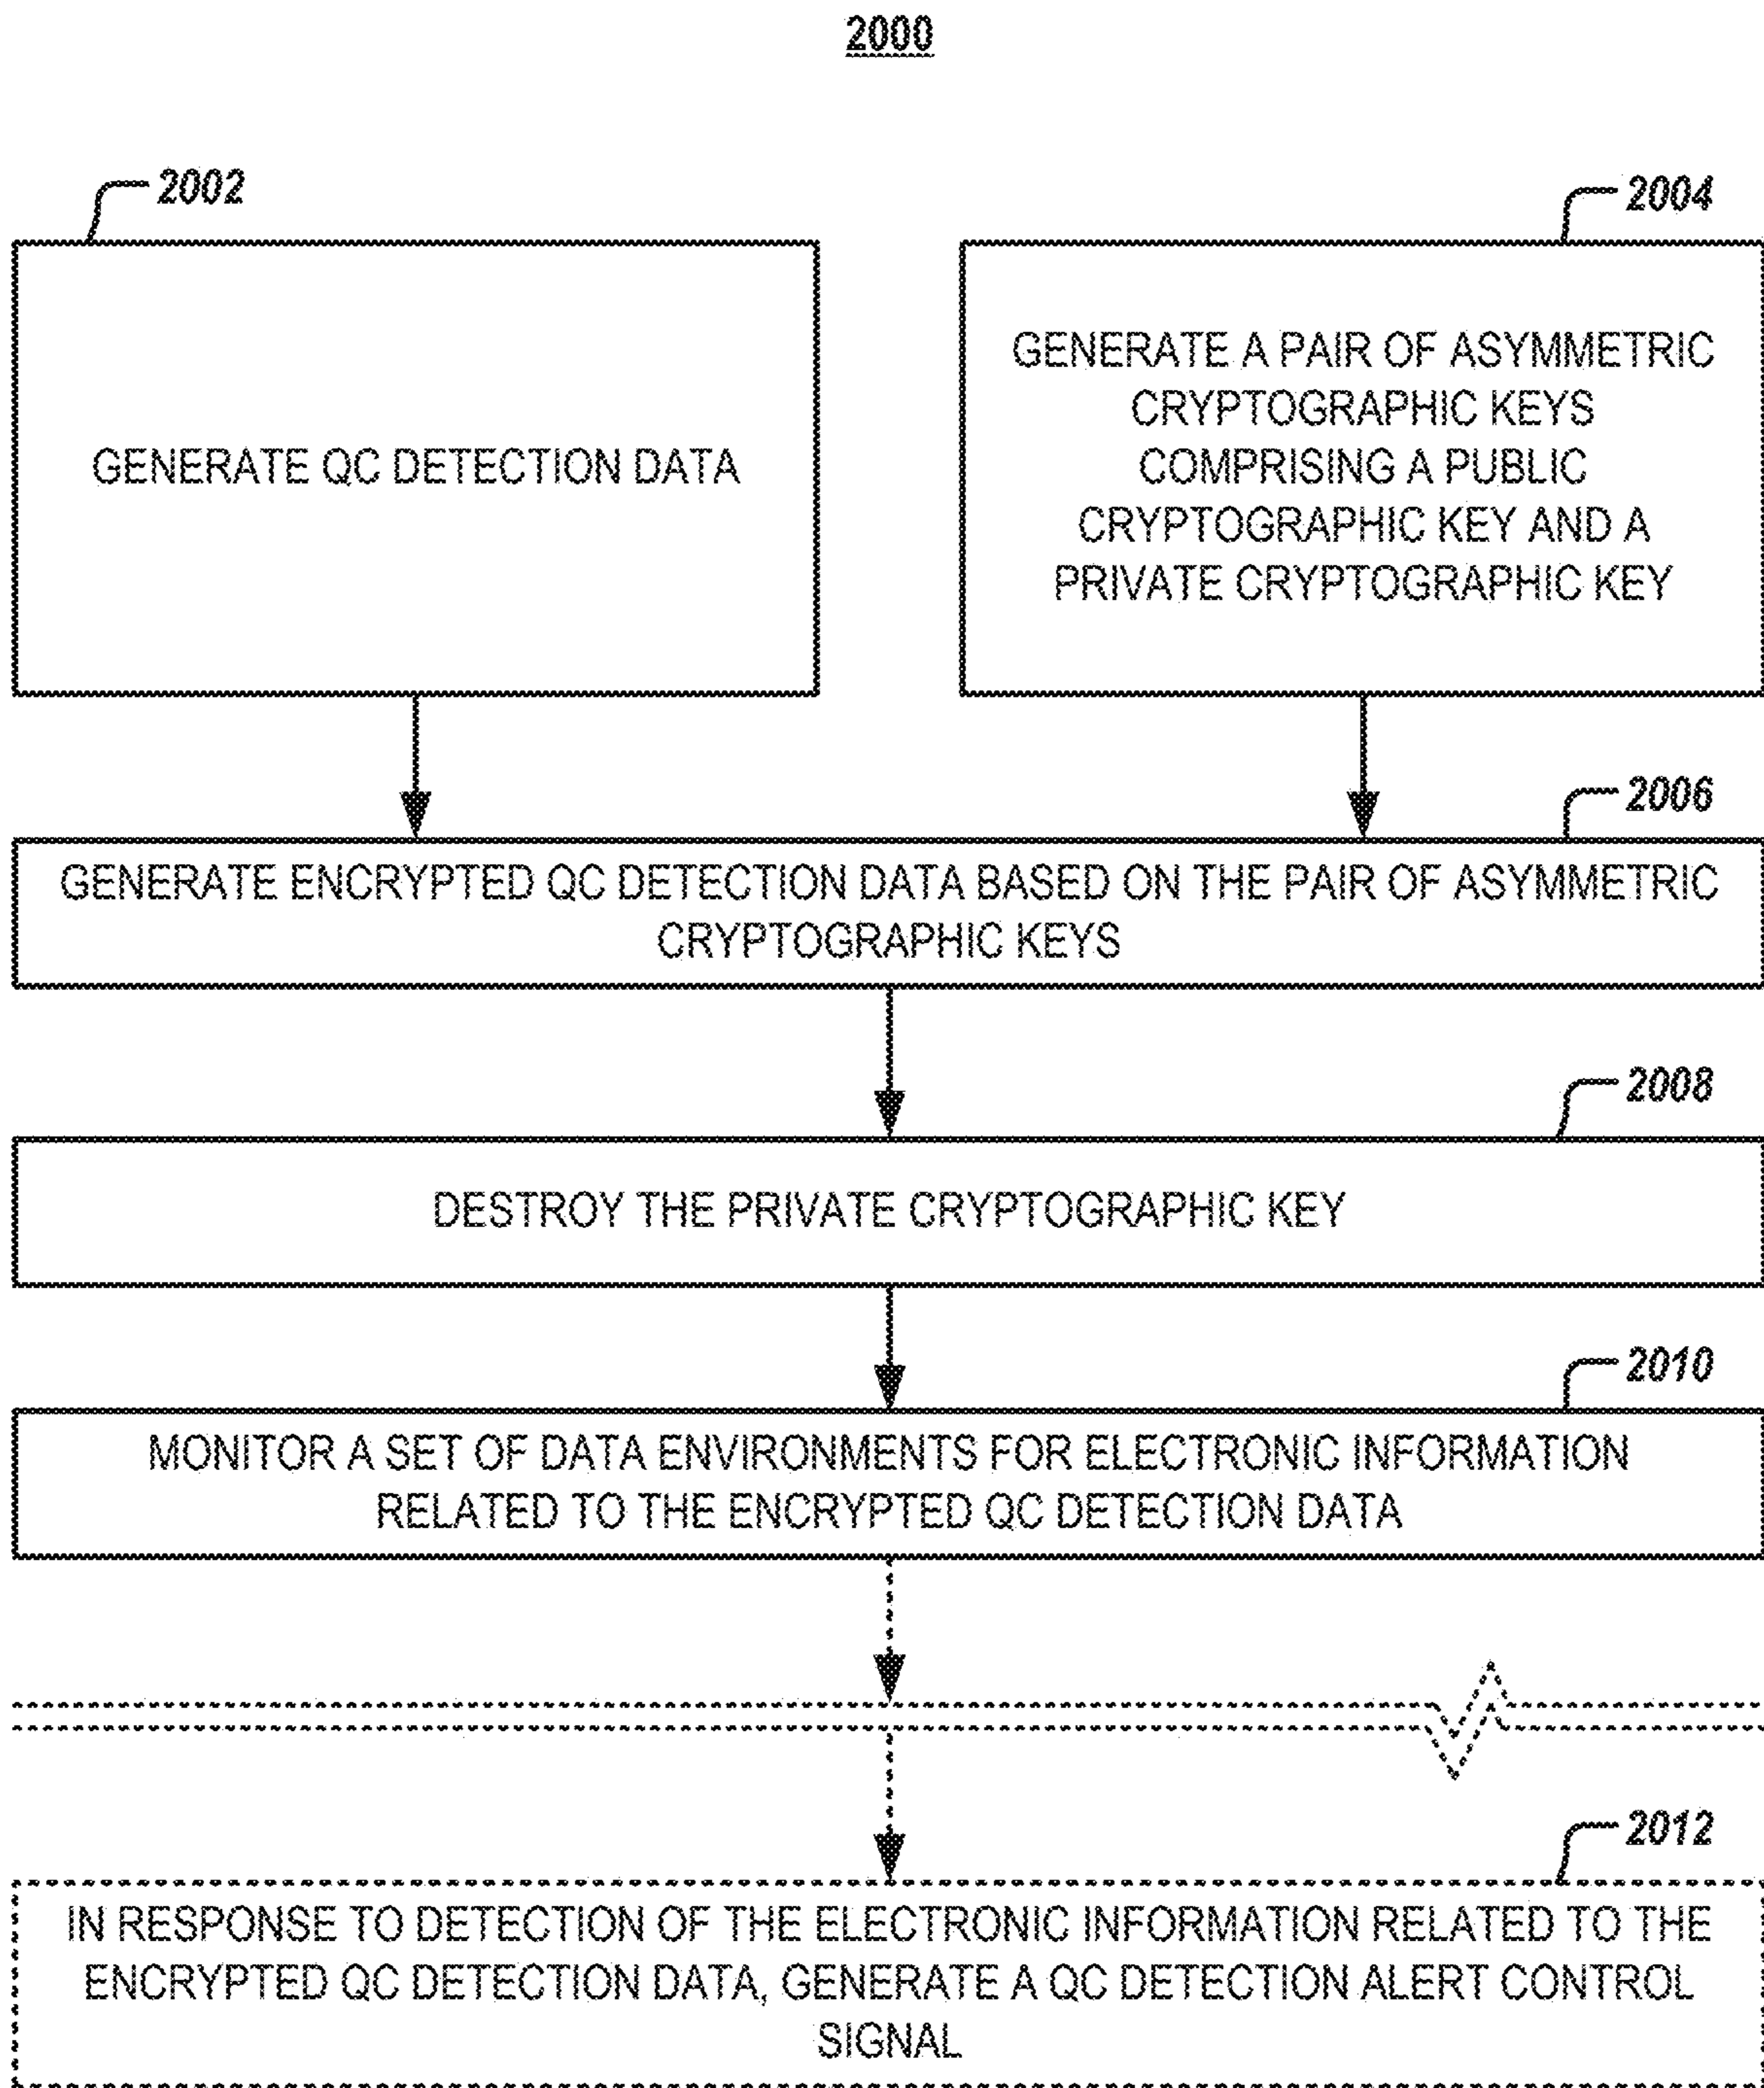 2000
2002
GENERATE QC DETECTION DATA
2004
GENERATE A PAIR OF ASYMMETRIC
CRYPTOGRAPHIC KEYS
COMPRISING A PUBLIC
CRYPTOGRAPHIC KEY AND A
PRIVATE CRYPTOGRAPHIC KEY
2006
GENERATE ENCRYPTED QC DETECTION DATA BASED ON THE PAIR OF ASYMMETRIC
CRYPTOGRAPHIC KEYS
2008
DESTROY THE PRIVATE CRYPTOGRAPHIC KEY
2010
MONITOR A SET OF DATA ENVIRONMENTS FOR ELECTRONIC INFORMATION
RELATED TO THE ENCRYPTED QC DETECTION DATA
2012
IN RESPONSE TO DETECTION OF THE ELECTRONIC INFORMATION RELATED TO THE
ENCRYPTED QC DETECTION DATA, GENERATE A QC DETECTION ALERT CONTROL
SIGNAL